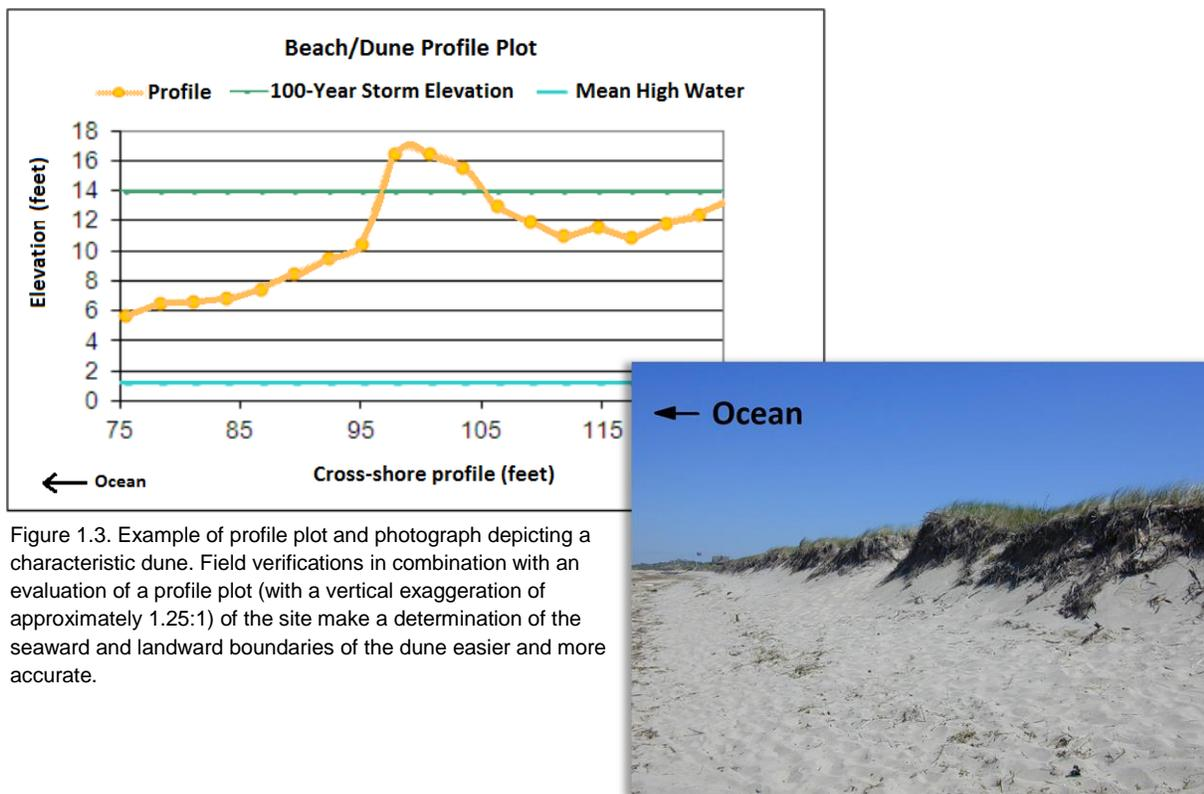 Beach/Dune Profile Plot
Profile 100-Year Storm Elevation Mean High Water
Elevation (feet)
18
16
14
12
10
8
6
4
2
0
75 85 95 105 115
Cross-shore profile (feet)
Ocean
Ocean
Figure 1.3. Example of profile plot and photograph depicting a
characteristic dune. Field verifications in combination with an
evaluation of a profile plot (with a vertical exaggeration of
approximately 1.25:1) of the site make a determination of the
seaward and landward boundaries of the dune easier and more
accurate.